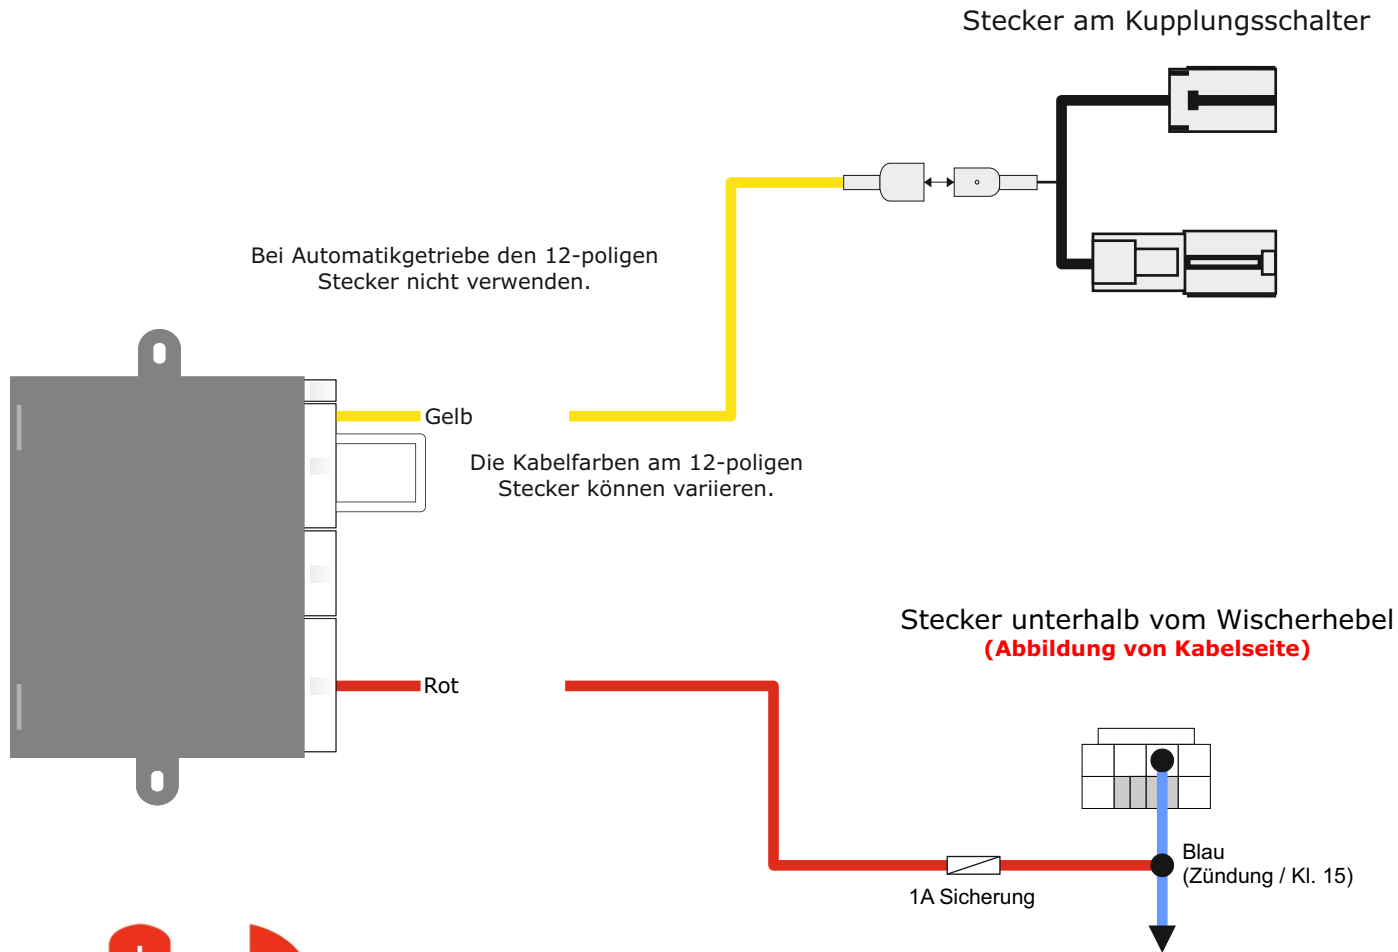 Stecker am Kupplungsschalter
Bei Automatikgetriebe den 12-poligen
Stecker nicht verwenden.
Gelb
Die Kabelfarben am 12-poligen
Stecker können variieren.
Stecker unterhalb vom Wischerhebel
(Abbildung von Kabelseite)
Rot
Blau
(Zündung / Kl. 15)
1A Sicherung